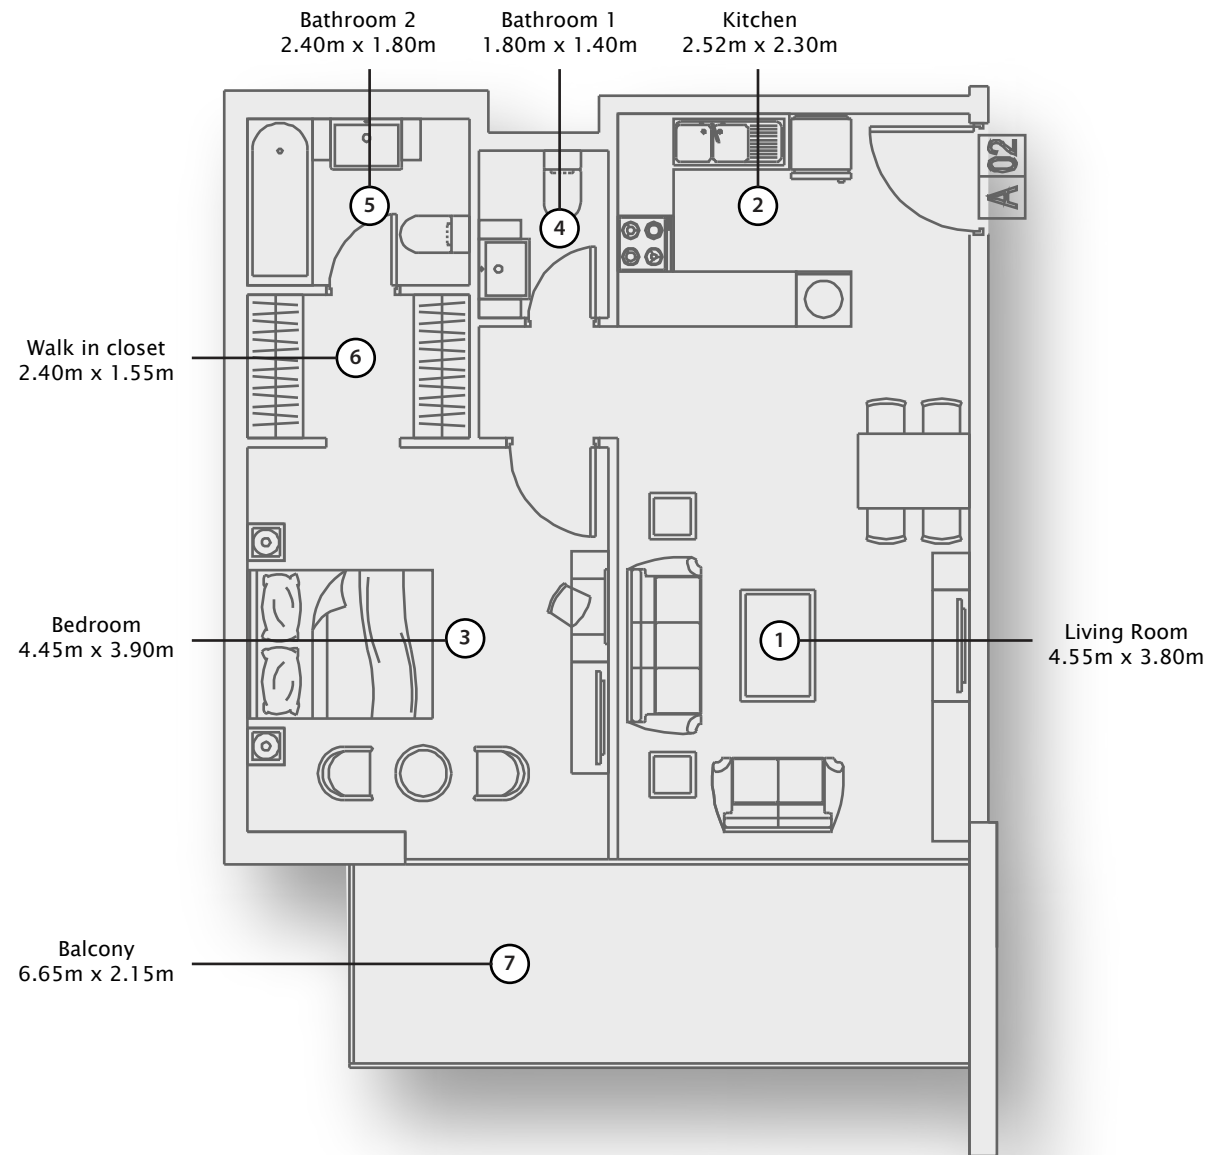 Bathroom 2
2.40m x 1.80m
Bathroom 1
1.80m x 1.40m
Kitchen
2.52m x 2.30m
A 02
5
4
2
Walk in closet
2.40m x 1.55m
6
Bedroom
4.45m x 3.90m
3
1
Living Room
4.55m x 3.80m
Balcony
6.65m x 2.15m
7